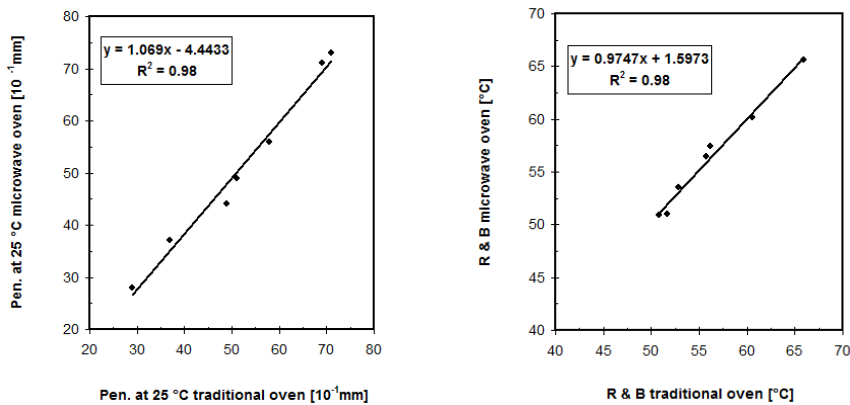 80
70
60
50
40
30
20
20 30 40 50 60 70 80
Pen. at 25 °C microwave oven [10 -1 mm]
Pen. at 25 °C traditional oven [10-1mm]
y = 1.069x - 4.4433
R2 = 0.98
70
65
60
55
50
45
40
40 45 50 55 60 65 70
R & B microwave oven [°C]
R & B traditional oven [°C]
y = 0.9747x + 1.5973
R2 = 0.98